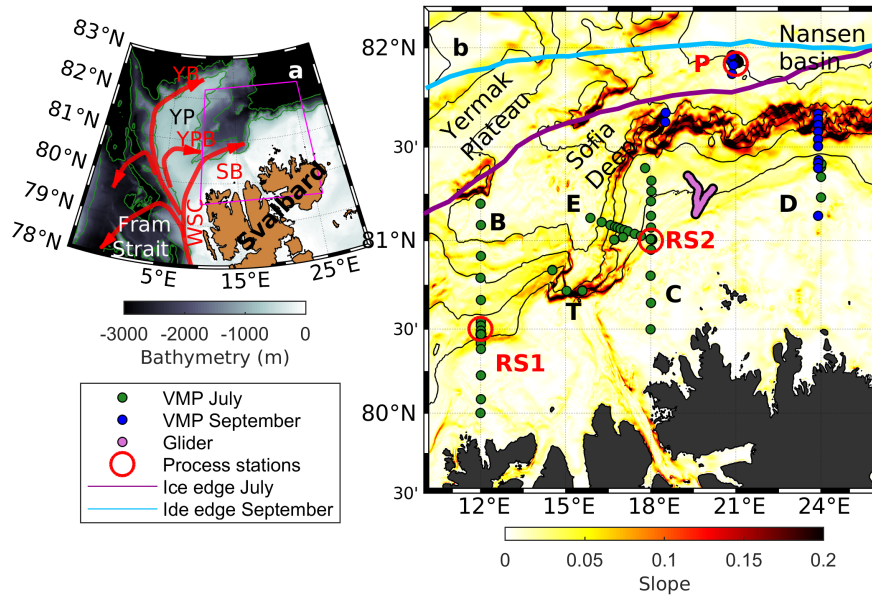 83°N
82°N
81°N
80°N
79°N
78°N
5°E
15°E
25°E
a
YB
YP
YPB
SB
WSC
Svalbard
Fram
Strait
-3000
-2000
-1000
0
Bathymetry (m)
VMP July
VMP September
Glider
Process stations
Ice edge July
Ide edge September
b
82°N
30'
81°N
30'
80°N
30'
12°E
15°E
18°E
21°E
24°E
Nansen
basin
P
Yermak
Plateau
Sofia
Deep
B
E
D
RS2
C
T
RS1
0
0.05
0.1
0.15
0.2
Slope